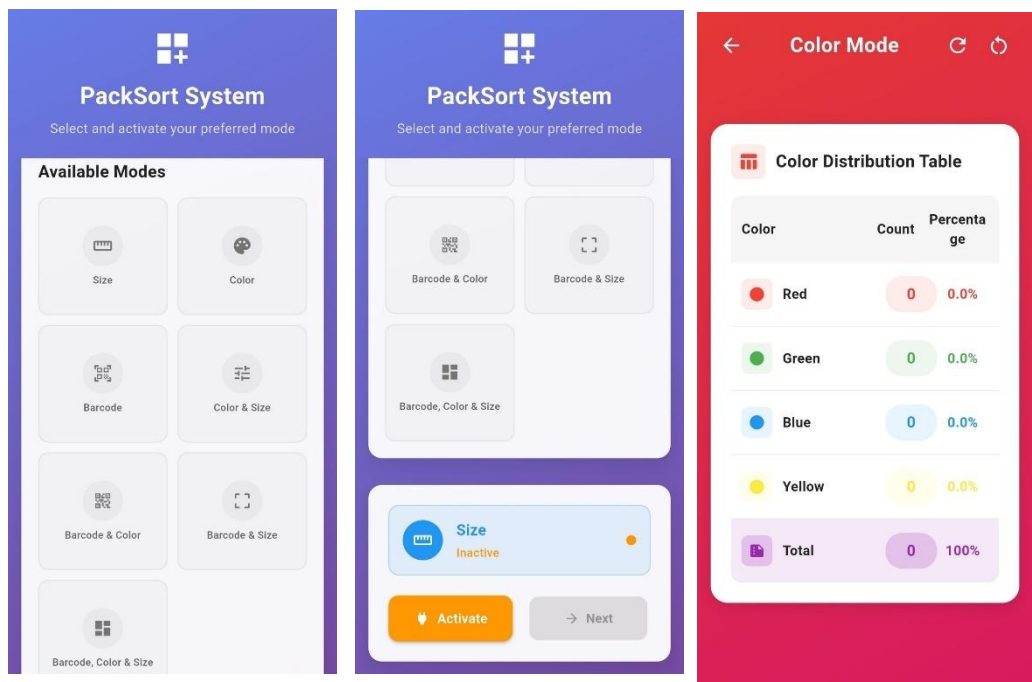 PackSort System
Select and activate your preferred mode
Available Modes
Size
Color
Barcode
Color & Size
Barcode & Color
Barcode & Size
Barcode, Color & Size
PackSort System
Select and activate your preferred mode
Barcode & Color
Barcode & Size
Barcode, Color & Size
Size
Inactive
Activate
Next
Color Mode
Color Distribution Table
Color Count Percenta
ge
Red 0 0.0%
Green 0 0.0%
Blue 0 0.0%
Yellow 0 0.0%
Total 0 100%